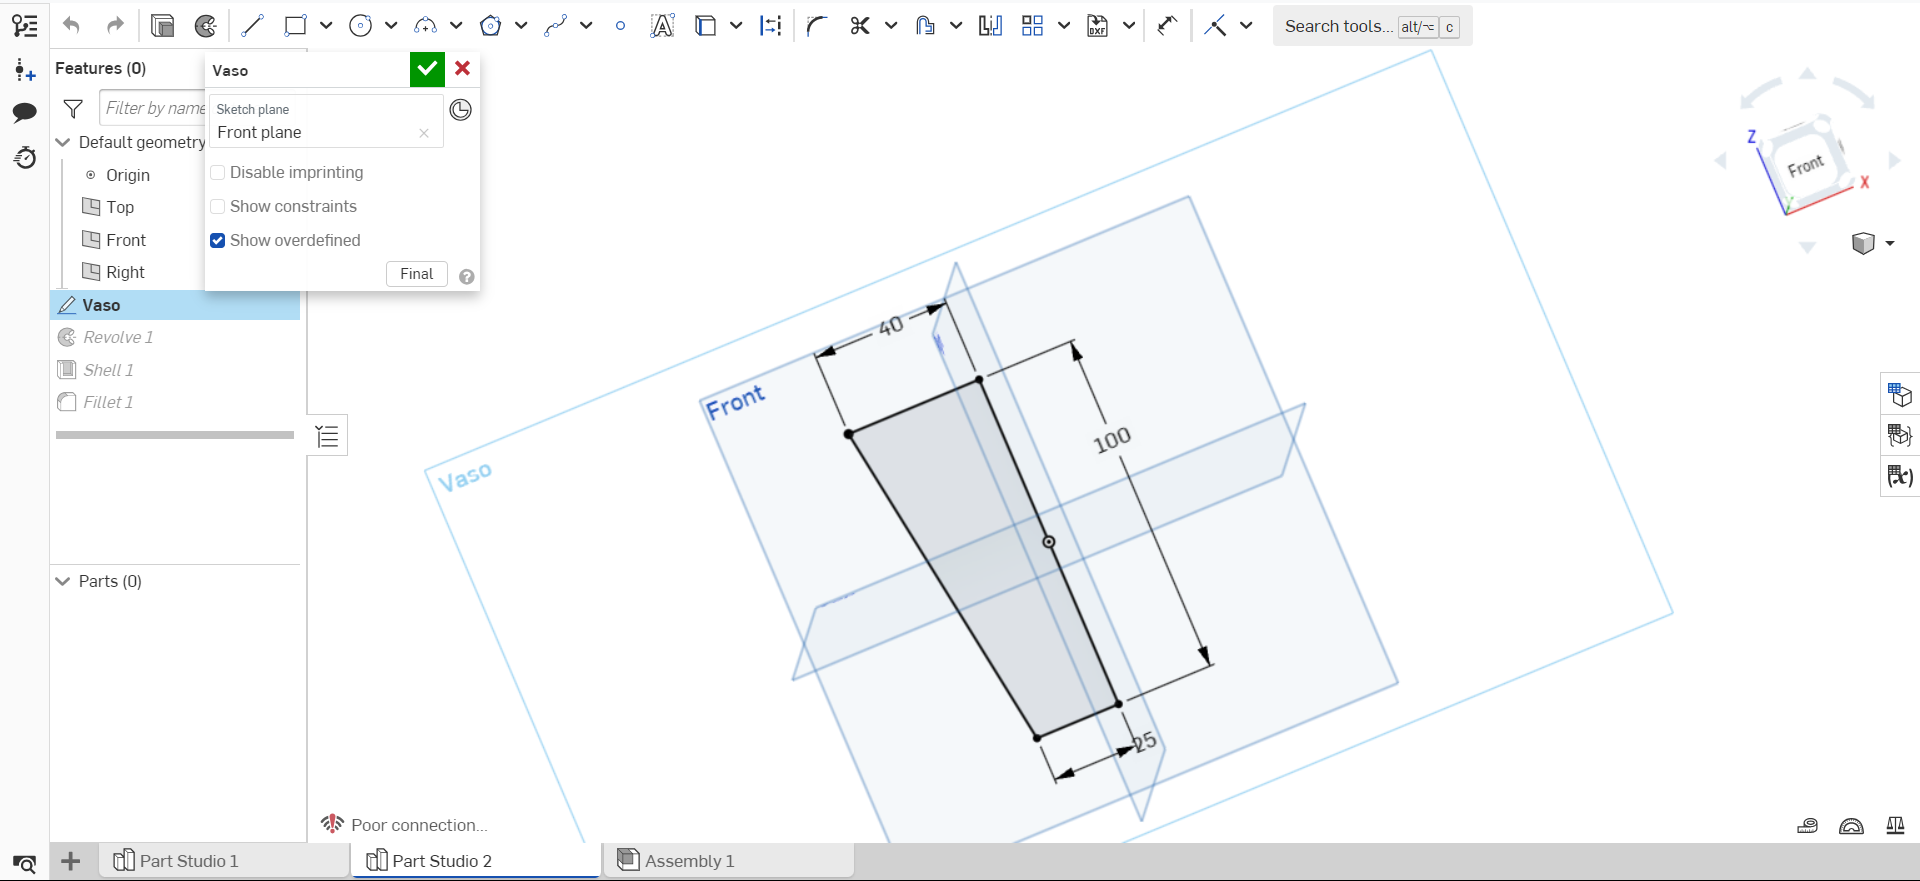 Search tools... alt/⌥ c
Features (0)
Vaso
Filter by name
Sketch plane
Front plane
Default geometry
Disable imprinting
Origin
Show constraints
Top
Show overdefined
Front
Final
Right
Vaso
Revolve 1
Shell 1
Fillet 1
Z
Front
X
40
Front
100
Vaso
25
Parts (0)
Poor connection...
Part Studio 1
Part Studio 2
Assembly 1
DXF
(x)